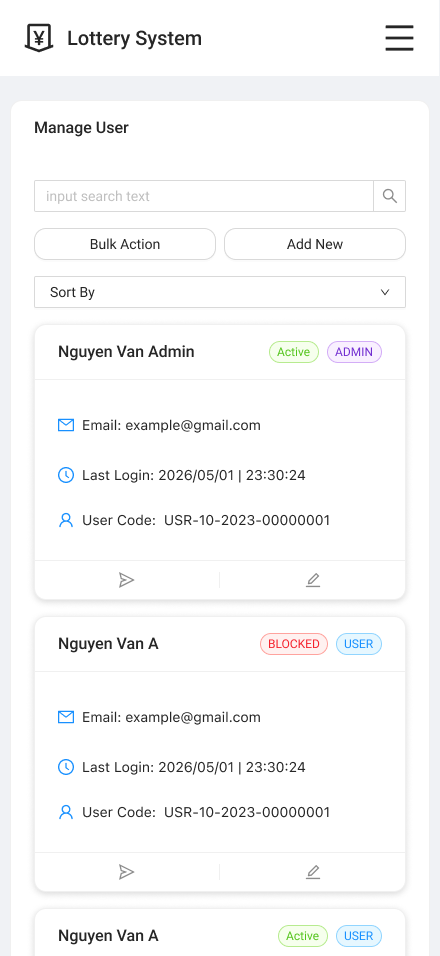 ¥ Lottery System
Manage User
input search text
Bulk Action
Add New
Sort By
Nguyen Van Admin
Active
ADMIN
Email: example@gmail.com
Last Login: 2026/05/01 | 23:30:24
User Code: USR-10-2023-00000001
Nguyen Van A
BLOCKED
USER
Email: example@gmail.com
Last Login: 2026/05/01 | 23:30:24
User Code: USR-10-2023-00000001
Nguyen Van A
Active
USER